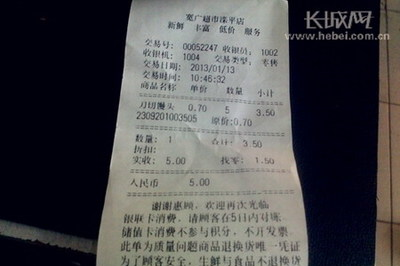 长城网
www.hebei.com.cn
宽广超市滦平店
新鲜 丰富 低价 服务
交易号: 00052247 收银员: 1002
收银机: 1004 交易类型: 零售
交易日期: 2013/01/13
交易时间: 10:46:32
商品名称 单价 数量 小计
刀切馒头 0.70 5 3.50
2309201003505 原价:0.70
数量: 1 合计: 3.50
折扣:
实收: 5.00 找零: 1.50
人民币 5.00
谢谢惠顾 欢迎再次光临
银联卡消费, 请顾客在5日内对账
储值卡消费不参与积分, 不开发票
此单为质量问题商品退换货唯一凭证
为了顾客安全, 生鲜与食品不退换货